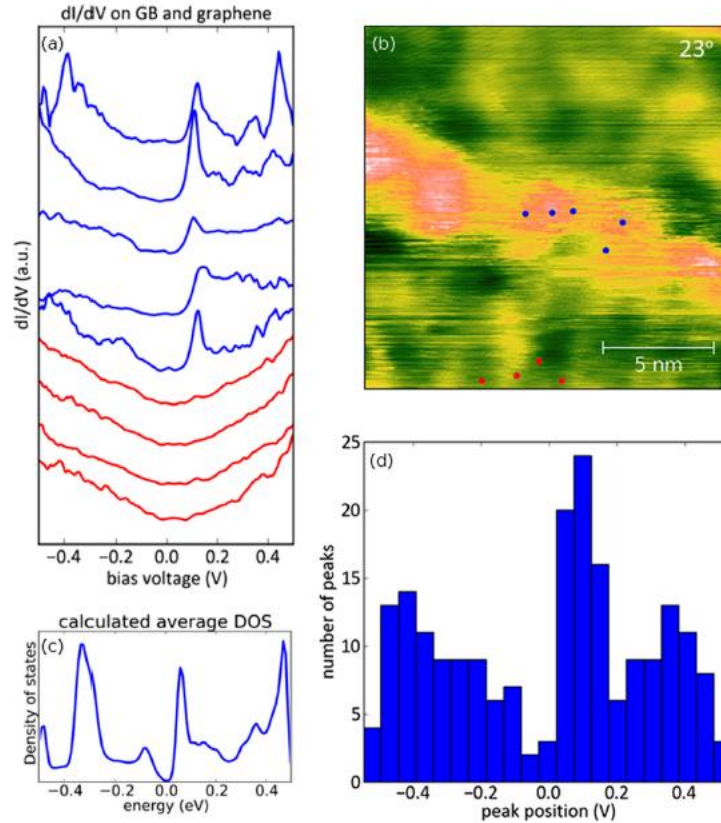 dI/dV on GB and graphene
(a)
dI/dV (a.u.)
−0.4 −0.2 0.0 0.2 0.4
bias voltage (V)
(b)
23°
5 nm
calculated average DOS
(c)
Density of states
−0.4 −0.2 0.0 0.2 0.4
energy (eV)
(d)
25
20
15
10
5
0
number of peaks
−0.4 −0.2 0.0 0.2 0.4
peak position (V)